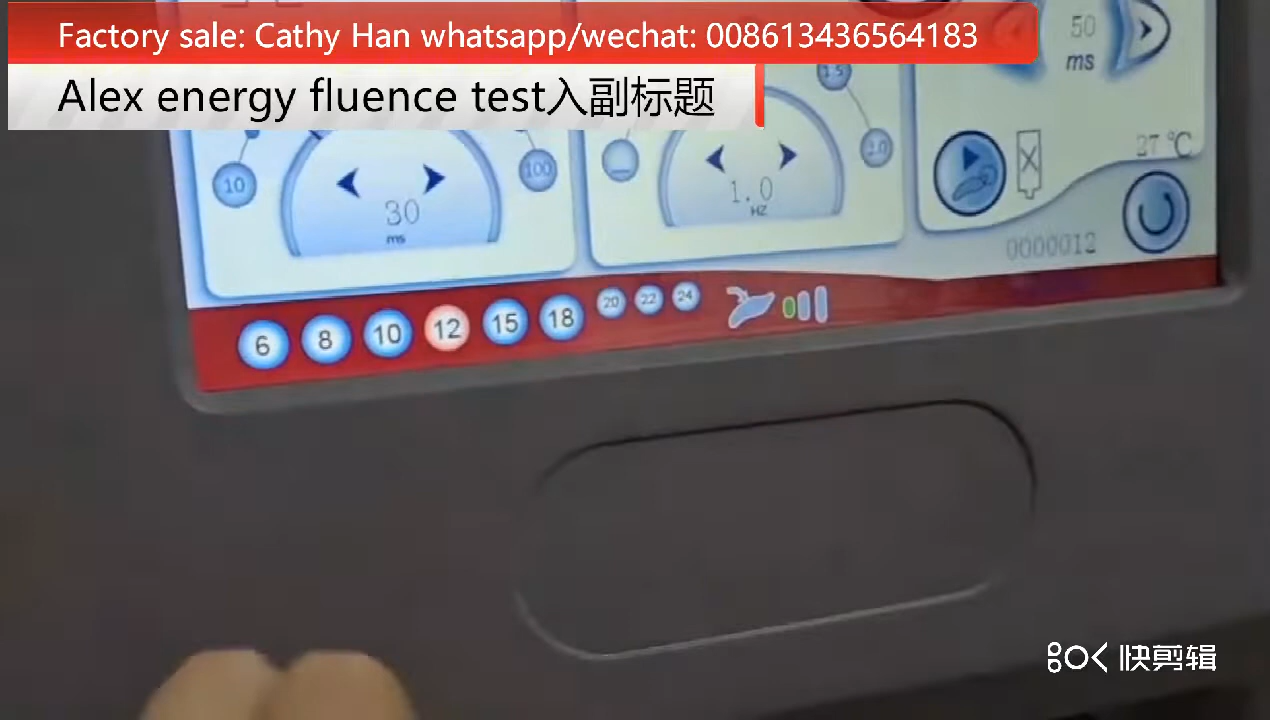 Factory sale: Cathy Han whatsapp/wechat: 008613436564183
Alex energy fluence test入副标题
50
ms
1.5
10
100
2.0
30
ms
1.0
HZ
27 °C
0000012
6 8 10 12 15 18 20 22 24
快剪辑